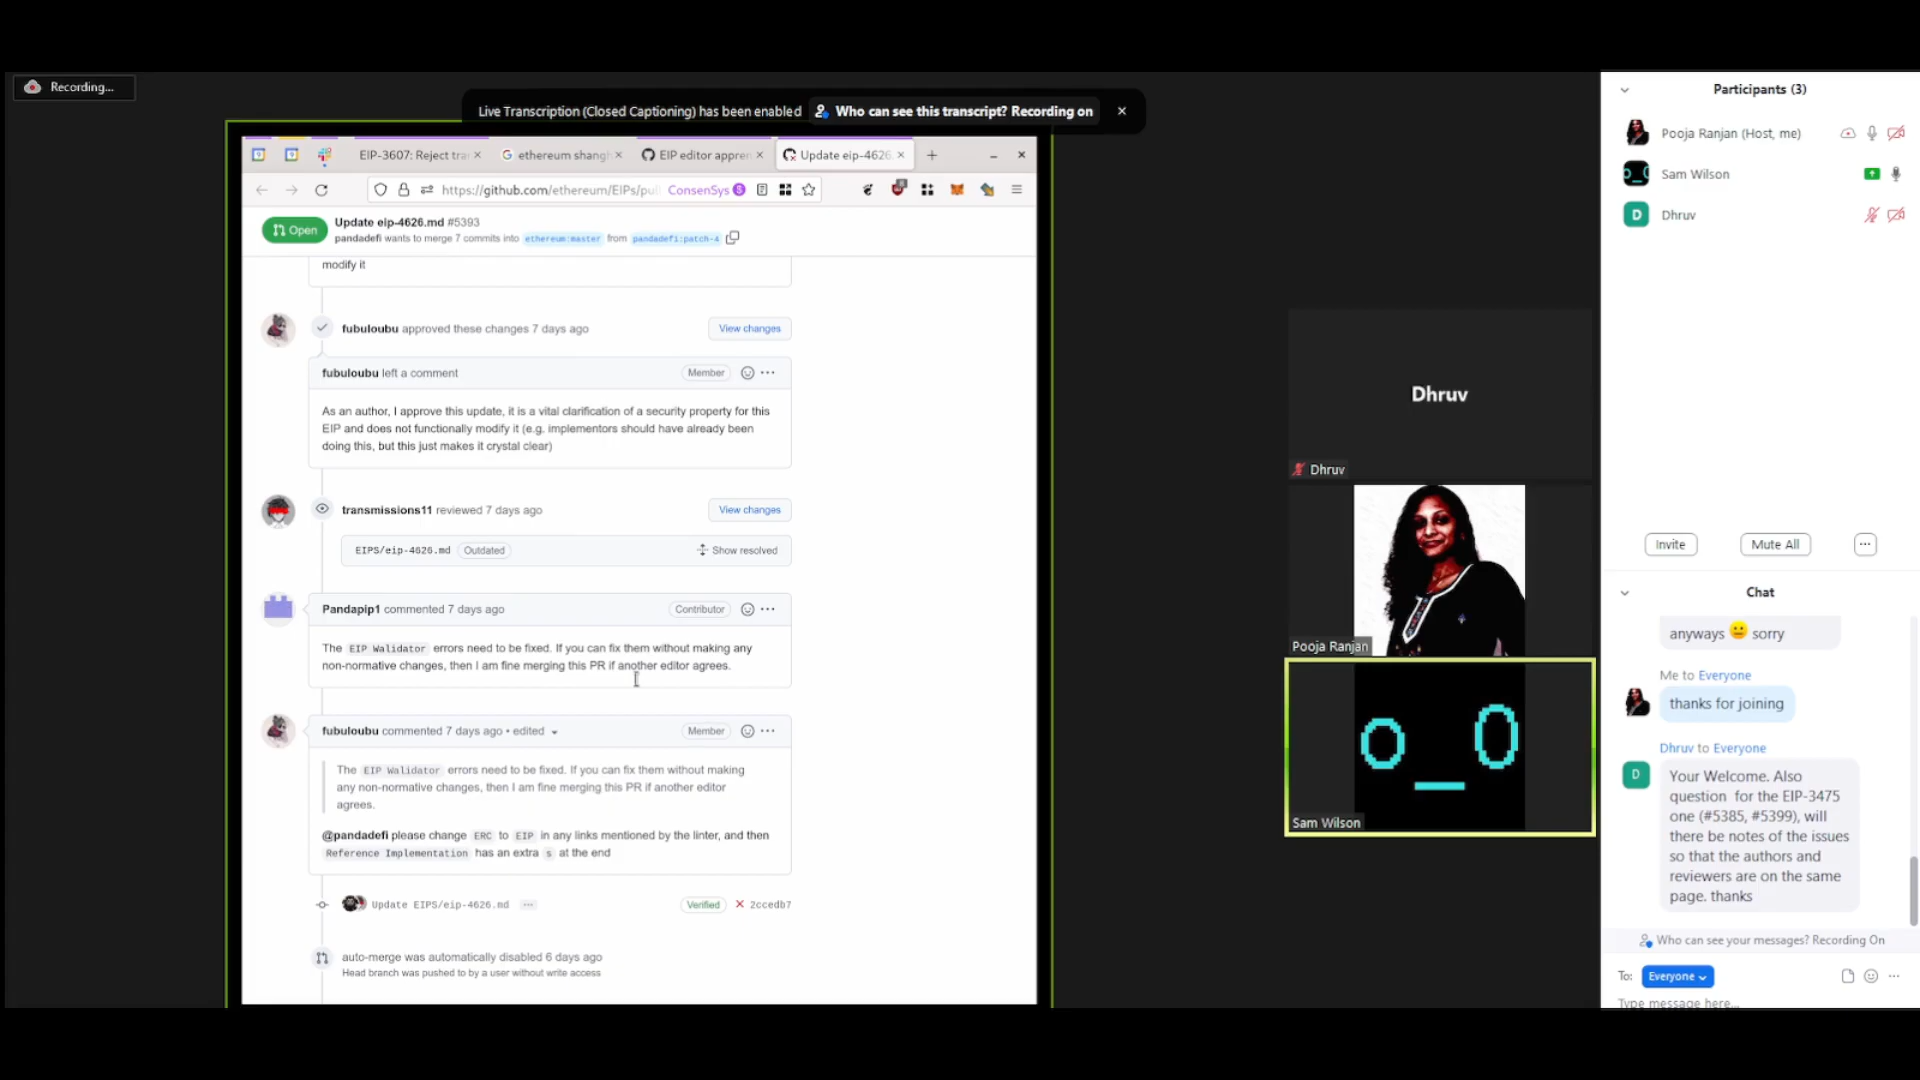 Recording...
Live Transcription (Closed Captioning) has been enabled
Who can see this transcript? Recording on
EIP-3607: Reject tra
ethereum shangh
EIP editor appren
Update eip-4626.
https://github.com/ethereum/EIPs/pul
ConsenSys
Open
Update eip-4626.md #5393
pandadefi wants to merge 7 commits into ethereum:master from pandadefi:patch-4
modify it
fubuloubu approved these changes 7 days ago
View changes
fubuloubu left a comment
Member
As an author, I approve this update, it is a vital clarification of a security property for this
EIP and does not functionally modify it (e.g. implementors should have already been
doing this, but this just makes it crystal clear)
transmissions11 reviewed 7 days ago
View changes
EIPS/eip-4626.md
Outdated
Show resolved
Pandapip1 commented 7 days ago
Contributor
The EIP Walidator errors need to be fixed. If you can fix them without making any
non-normative changes, then I am fine merging this PR if another editor agrees.
fubuloubu commented 7 days ago • edited
Member
The EIP Walidator errors need to be fixed. If you can fix them without making
any non-normative changes, then I am fine merging this PR if another editor
agrees.
@pandadefi please change ERC to EIP in any links mentioned by the linter, and then
Reference Implementation has an extra s at the end
Update EIPS/eip-4626.md
Verified
2ccedb7
auto-merge was automatically disabled 6 days ago
Head branch was pushed to by a user without write access
Dhruv
Dhruv
Pooja Ranjan
Sam Wilson
Participants (3)
Pooja Ranjan (Host, me)
Sam Wilson
D
Dhruv
Invite
Mute All
Chat
anyways 😐 sorry
Me to Everyone
thanks for joining
Dhruv to Everyone
D
Your Welcome. Also
question for the EIP-3475
one (#5385, #5399), will
there be notes of the issues
so that the authors and
reviewers are on the same
page. thanks
Who can see your messages? Recording On
To:
Everyone
Type message here...